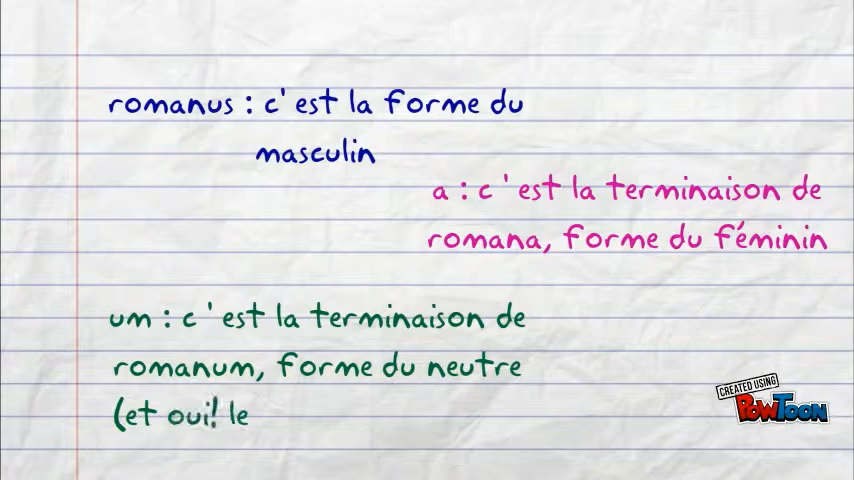 romanus : c'est la forme du
masculin
a : c'est la terminaison de
romana, forme du féminin
um : c'est la terminaison de
romanum, forme du neutre
(et oui! le
CREATED USING
POWTOON